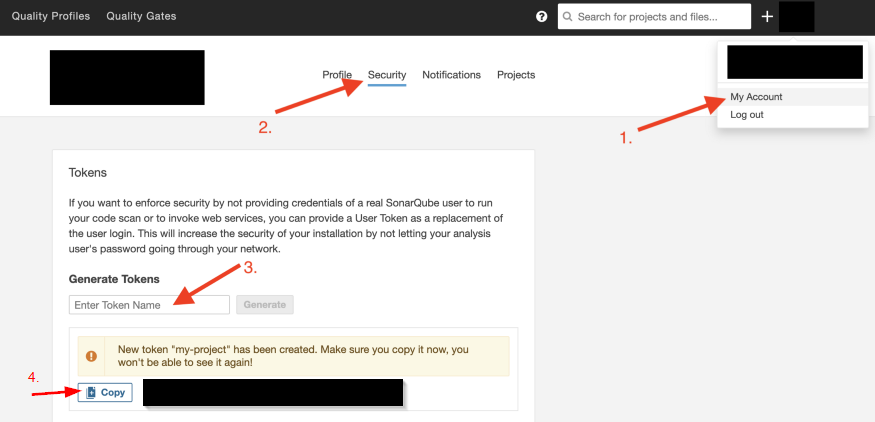 Quality Profiles Quality Gates ? Search for projects and files... +
Profile Security Notifications Projects
My Account
Log out
2.
1.
Tokens
If you want to enforce security by not providing credentials of a real SonarQube user to run
your code scan or to invoke web services, you can provide a User Token as a replacement of
the user login. This will increase the security of your installation by not letting your analysis
user's password going through your network.
3.
Generate Tokens
Enter Token Name Generate
New token "my-project" has been created. Make sure you copy it now, you
won't be able to see it again!
4.
Copy